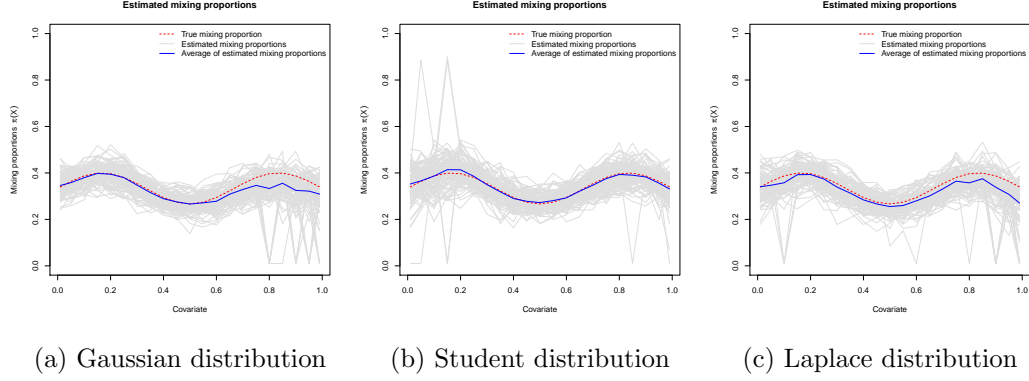 Estimated mixing proportions
True mixing proportion
Estimated mixing proportions
Average of estimated mixing proportions
Mixing proportions π(X)
1.0
0.8
0.6
0.4
0.2
0.0
0.0 0.2 0.4 0.6 0.8 1.0
Covariate
(a) Gaussian distribution
Estimated mixing proportions
True mixing proportion
Estimated mixing proportions
Average of estimated mixing proportions
Mixing proportions π(X)
1.0
0.8
0.6
0.4
0.2
0.0
0.0 0.2 0.4 0.6 0.8 1.0
Covariate
(b) Student distribution
Estimated mixing proportions
True mixing proportion
Estimated mixing proportions
Average of estimated mixing proportions
Mixing proportions π(X)
1.0
0.8
0.6
0.4
0.2
0.0
0.0 0.2 0.4 0.6 0.8 1.0
Covariate
(c) Laplace distribution